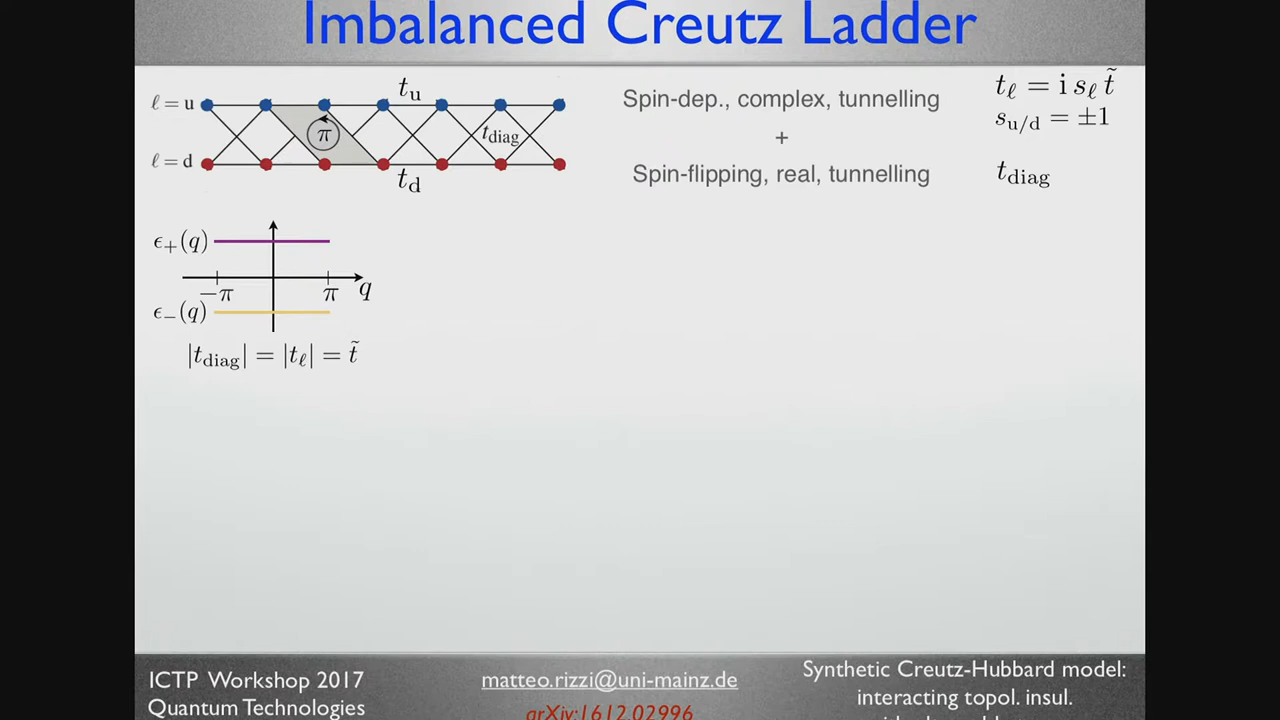 Imbalanced Creutz Ladder
ℓ = u
t_u
π
t_diag
ℓ = d
t_d
Spin-dep., complex, tunnelling
+
Spin-flipping, real, tunnelling
t_ℓ = i s_ℓ t̃
s_u/d = ±1
t_diag
ϵ₊(q)
−π
π
q
ϵ₋(q)
|t_diag| = |t_ℓ| = t̃
ICTP Workshop 2017
Quantum Technologies
matteo.rizzi@uni-mainz.de
arXiv:1612.02996
Synthetic Creutz-Hubbard model:
interacting topol. insul.